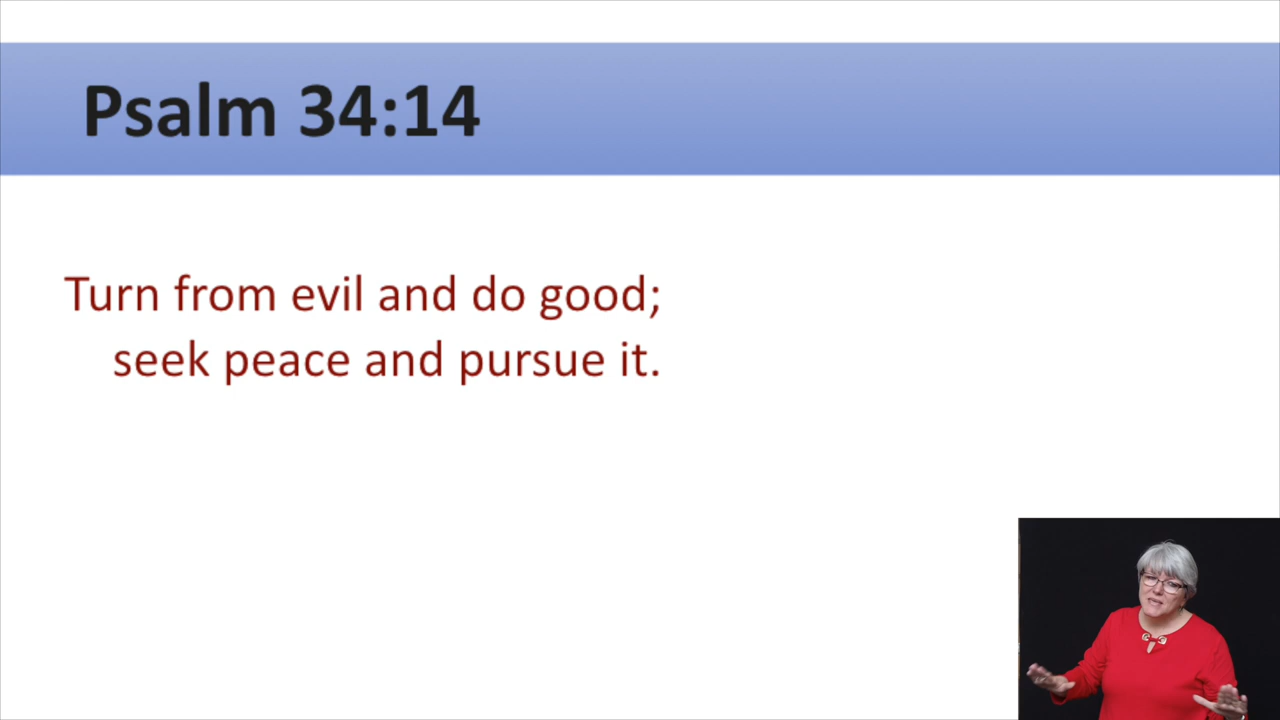 Psalm 34:14
Turn from evil and do good;
seek peace and pursue it.